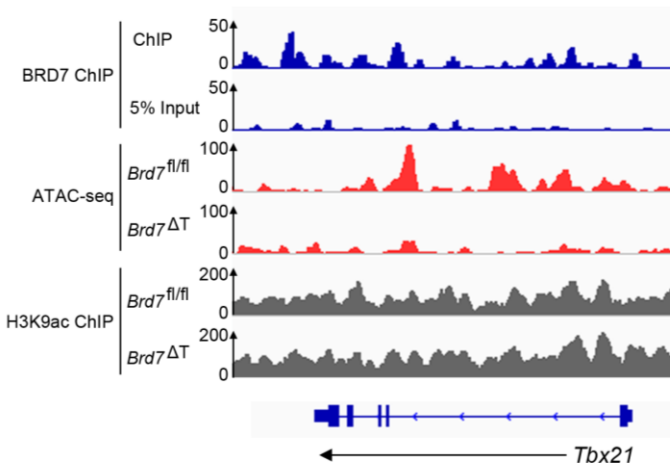 50
ChIP
0
BRD7 ChIP
50
5% Input
0
100
Brd7fl/fl
0
ATAC-seq
100
Brd7ΔT
0
200
Brd7fl/fl
0
H3K9ac ChIP
200
Brd7ΔT
0
Tbx21